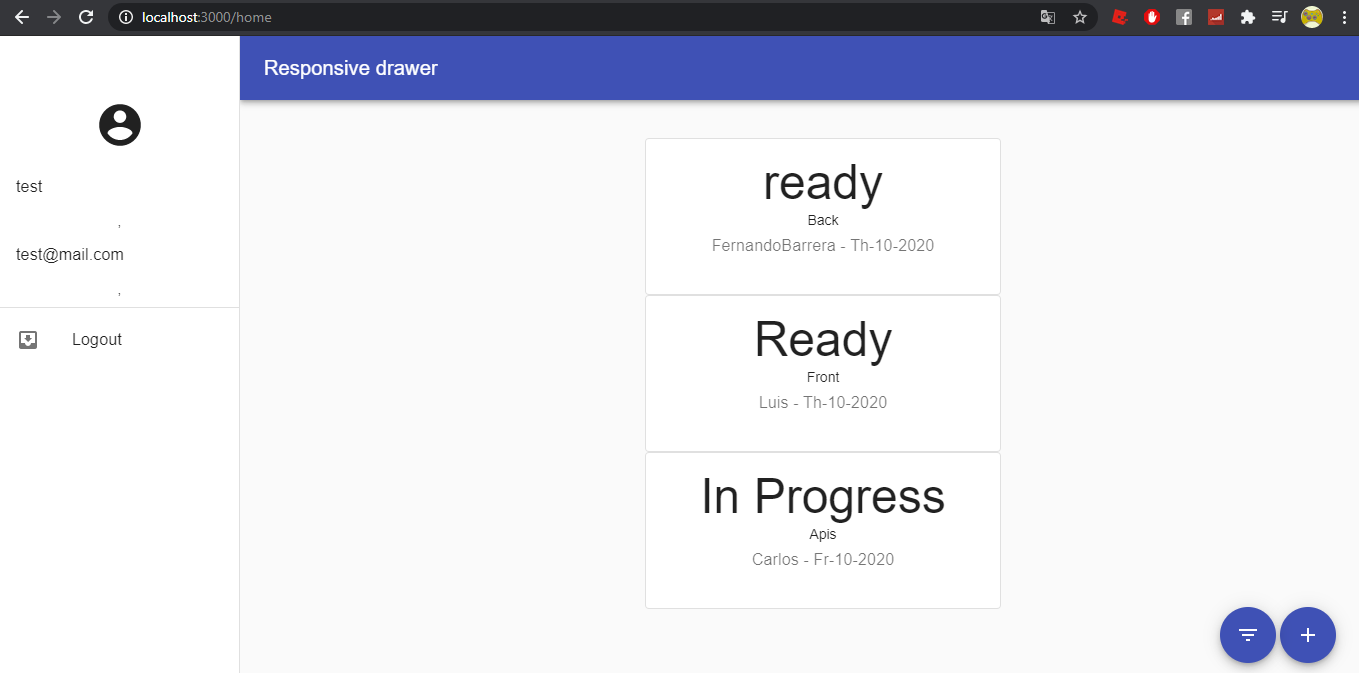 localhost:3000/home
Responsive drawer
test
,
test@mail.com
,
Logout
ready
Back
FernandoBarrera - Th-10-2020
Ready
Front
Luis - Th-10-2020
In Progress
Apis
Carlos - Fr-10-2020